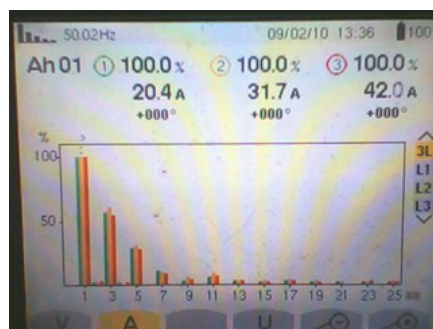 50.02Hz 09/02/10 13:36 100
Ah 01 1 100.0 % 2 100.0 % 3 100.0 %
20.4 A 31.7 A 42.0 A
+000° +000° +000°
%
100
50
3L
L1
L2
L3
1 3 5 7 9 11 13 15 17 19 21 23 25
V A U